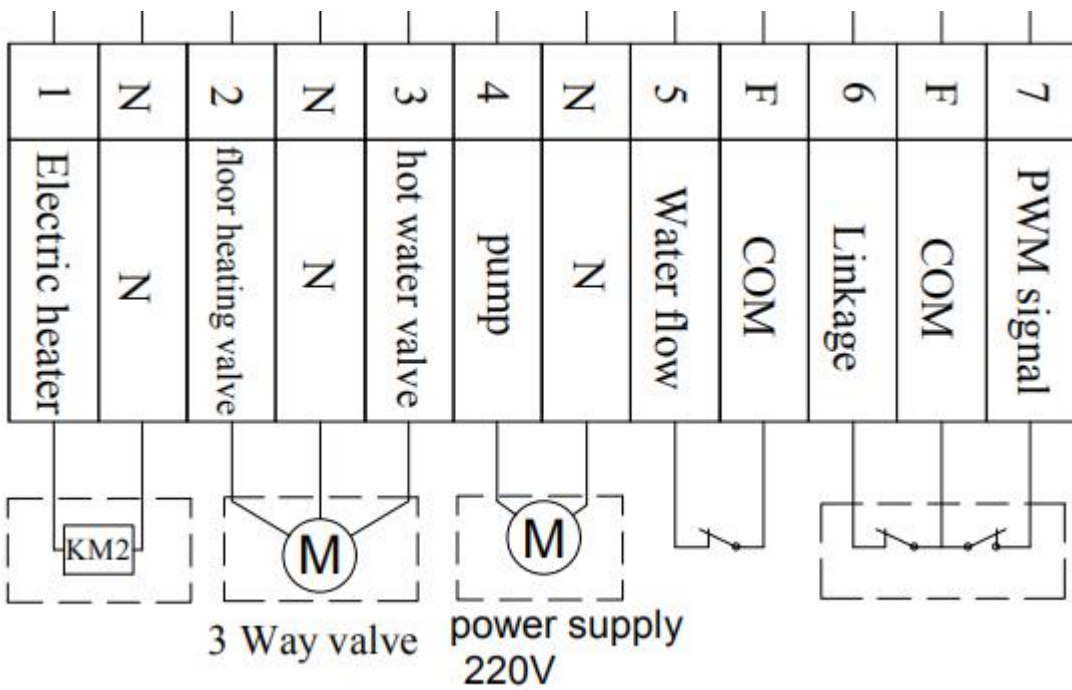 1 N 2 N 3 4 N 5 F 6 F 7
Electric heater
N
floor heating valve
N
hot water valve
pump
N
Water flow
COM
Linkage
COM
PWM signal
KM2
M
M
3 Way valve
power supply
220V